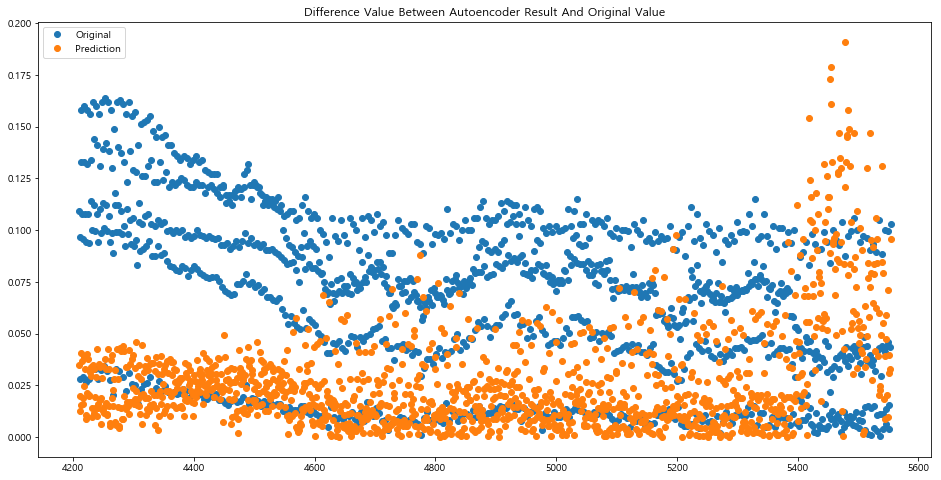 Difference Value Between Autoencoder Result And Original Value
Original
Prediction
0.200
0.175
0.150
0.125
0.100
0.075
0.050
0.025
0.000
4200 4400 4600 4800 5000 5200 5400 5600